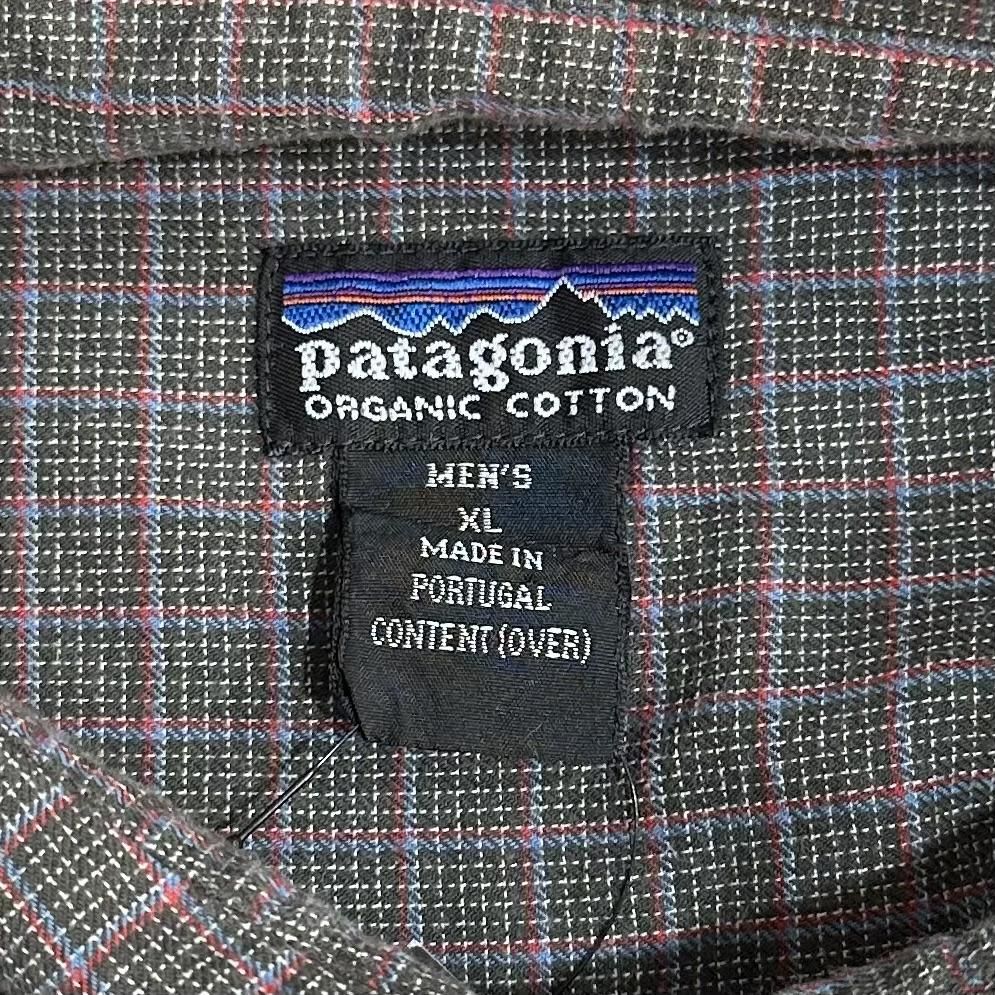 patagonia®
ORGANIC COTTON
MEN'S
XL
MADE IN
PORTUGAL
CONTENT (OVER)